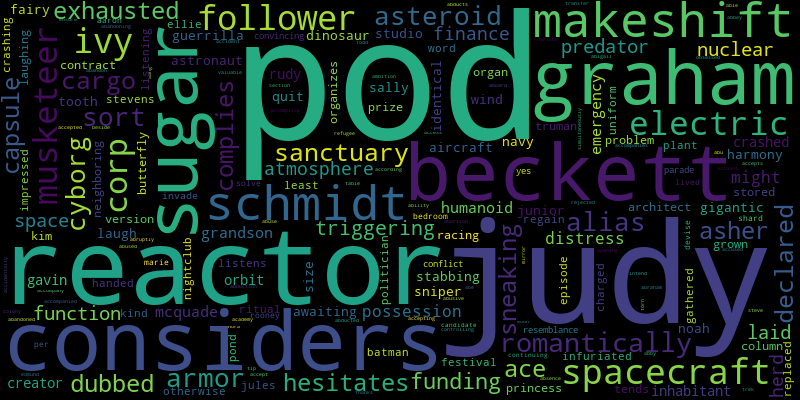 fairy
exhausted
follower
asteroid
makeshift
ellie
guerrilla
dinosaur
studio
finance
predator
nuclear
crashing
laughing
ivy
contract
astronaut
convincing
word
cargo
organizes
rudy
organ
sally
quit
prize
wind
identical
emergency
uniform
graham
tooth
stevens
sort
musketeer
capsule
sugar
pod
listening
complies
electric
truman
problem
plant
crashed
harmony
aircraft
navy
yes
sanctuary
atmosphere
beckett
might
stored
impressed
cyborg
corp
neighboring
butterfly
invade
solve
least
schmidt
humanoid
junior
regain
architect
gigantic
shard
space
version
kim
laugh
grandson
triggering
racing
alias
asher
grown
declared
distress
sneaking
reactor
judy
gavin
handed
orbit
listens
nightclub
marie
size
conflict
stabbing
sniper
politician
episode
charged
gathered
devise
noah
laid
column
function
kind
mcquade
ritual
rooney
awaiting
possession
candidate
festival
resemblance
infuriated
romantically
considers
batman
pond
per
creator
dubbed
armor
otherwise
tip
jules
hesitates
funding
ace
princess
spacecraft
tends
inhabitant
herd
replaced